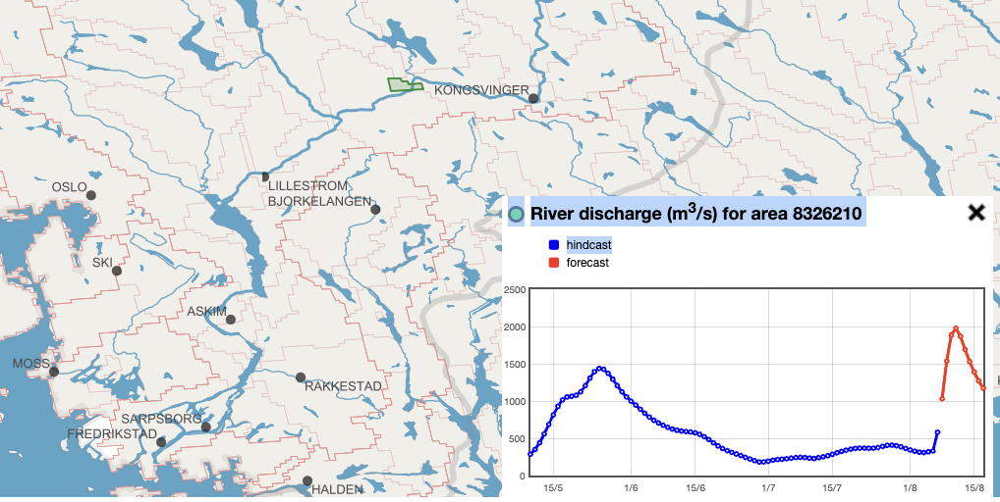 KONGSVINGER
OSLO
LILLESTROM
BJORKELANGEN
SKI
ASKIM
MOSS
RAKKESTAD
SARPSBORG
FREDRIKSTAD
HALDEN
River discharge (m3/s) for area 8326210
hindcast
forecast
2500
2000
1500
1000
500
0
15/5 1/6 15/6 1/7 15/7 1/8 15/8